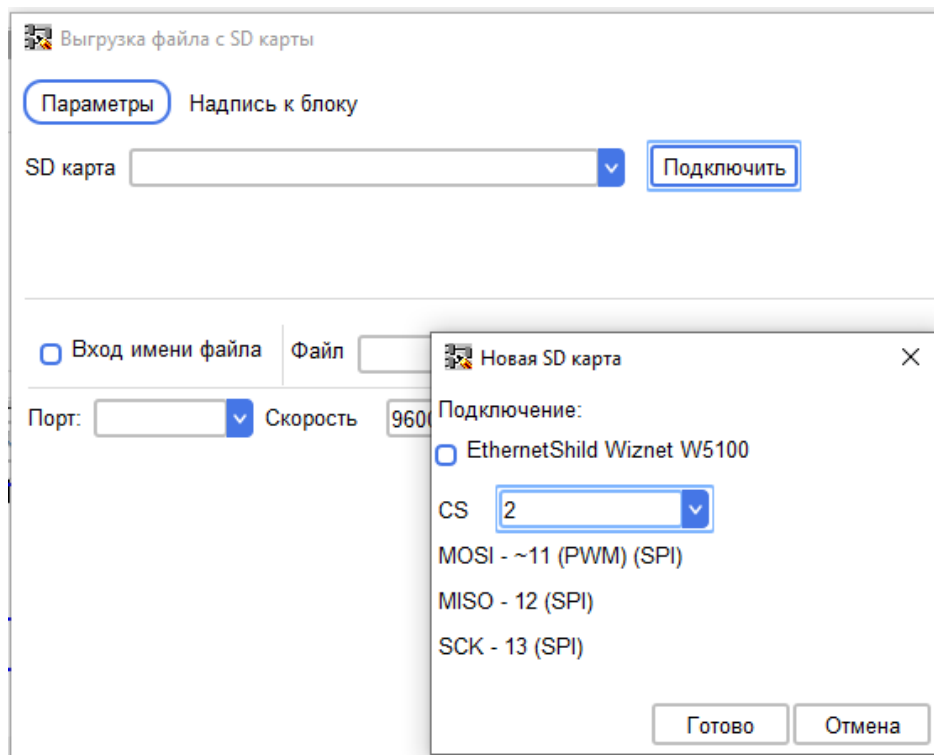 Выгрузка файла с SD карты
Параметры Надпись к блоку
SD карта Подключить
Вход имени файла Файл
Порт: Скорость 960
Новая SD карта
Подключение:
EthernetShild Wiznet W5100
CS 2
MOSI - ~11 (PWM) (SPI)
MISO - 12 (SPI)
SCK - 13 (SPI)
Готово Отмена